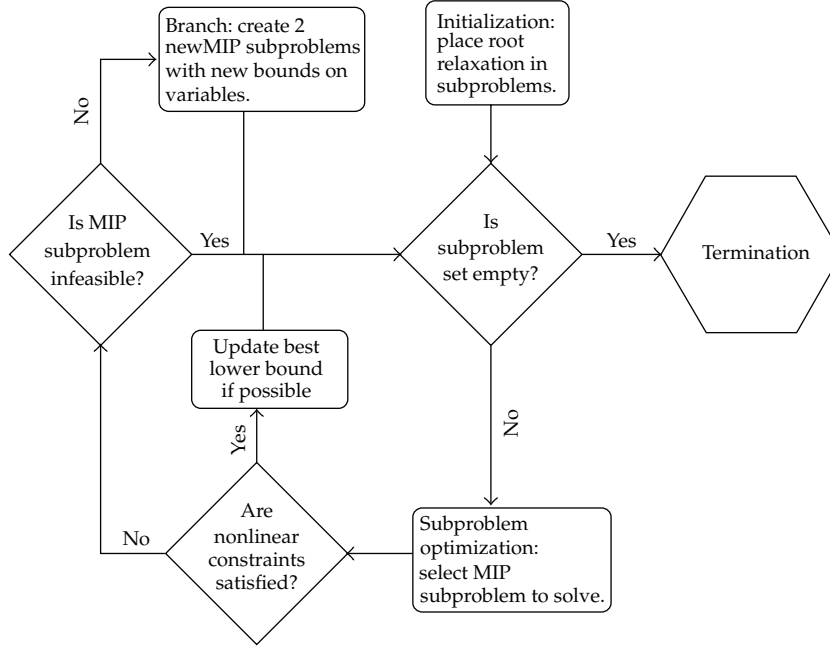 Branch: create 2
newMIP subproblems
with new bounds on
variables.
Initialization:
place root
relaxation in
subproblems.
No
Is MIP
subproblem
infeasible?
Yes
Is
subproblem
set empty?
Yes
Termination
Update best
lower bound
if possible
Yes
No
Are
nonlinear
constraints
satisfied?
No
Subproblem
optimization:
select MIP
subproblem to solve.